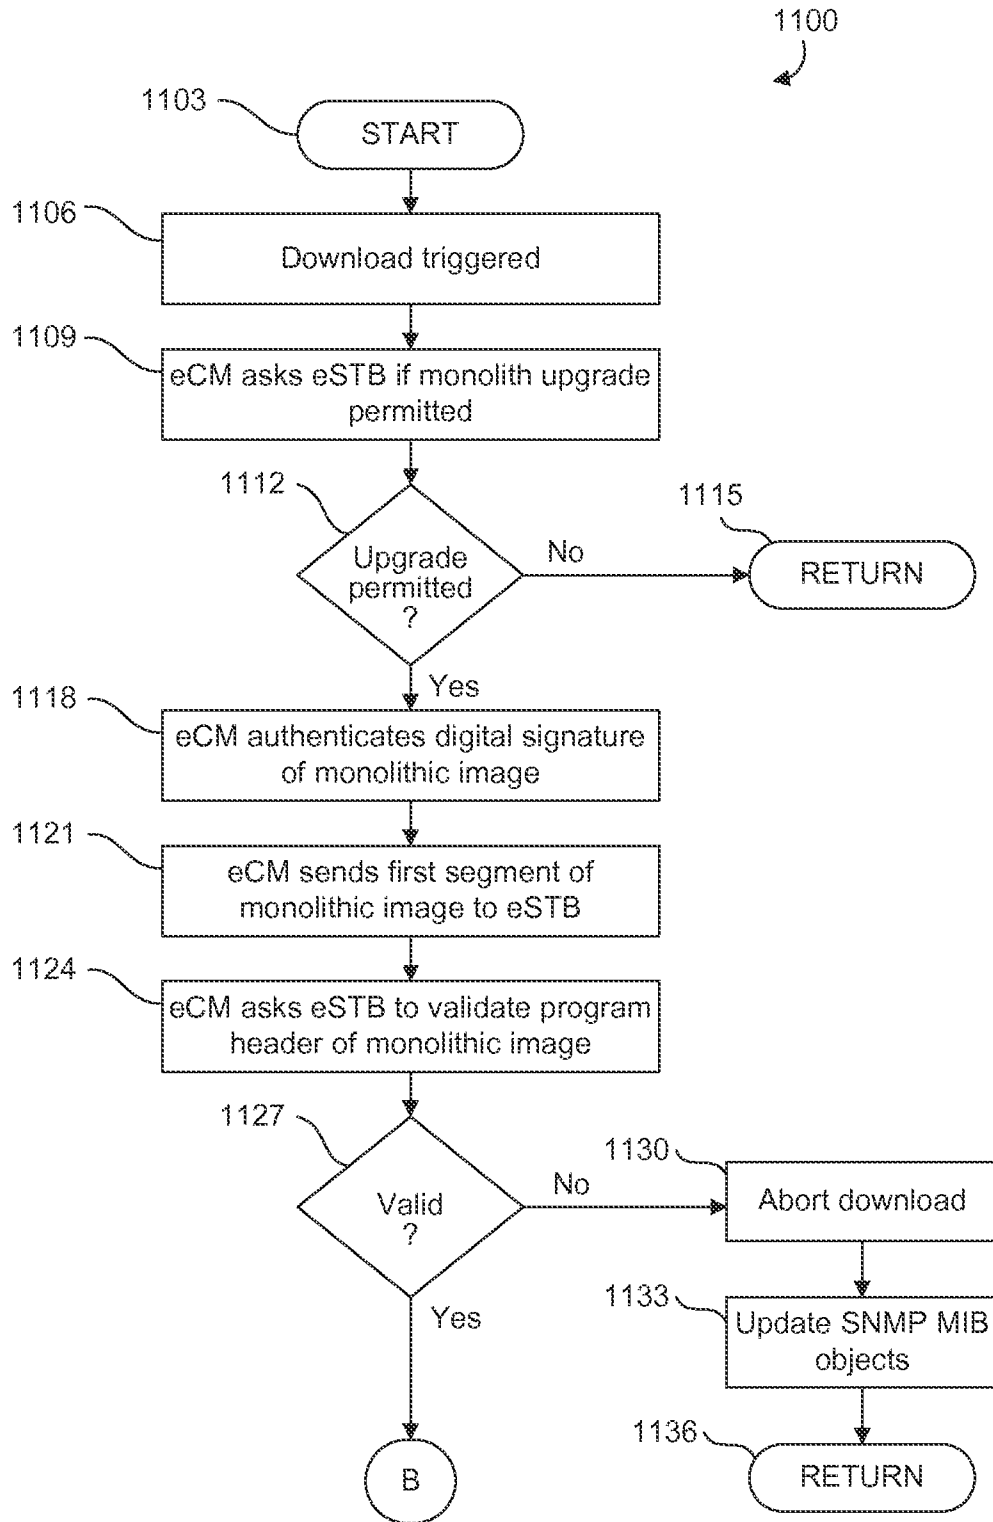 1100
1103
START
1106
Download triggered
1109
eCM asks eSTB if monolith upgrade
permitted
1112
Upgrade
permitted
?
No
1115
RETURN
Yes
1118
eCM authenticates digital signature
of monolithic image
1121
eCM sends first segment of
monolithic image to eSTB
1124
eCM asks eSTB to validate program
header of monolithic image
1127
Valid
?
No
1130
Abort download
Yes
1133
Update SNMP MIB
objects
1136
RETURN
B